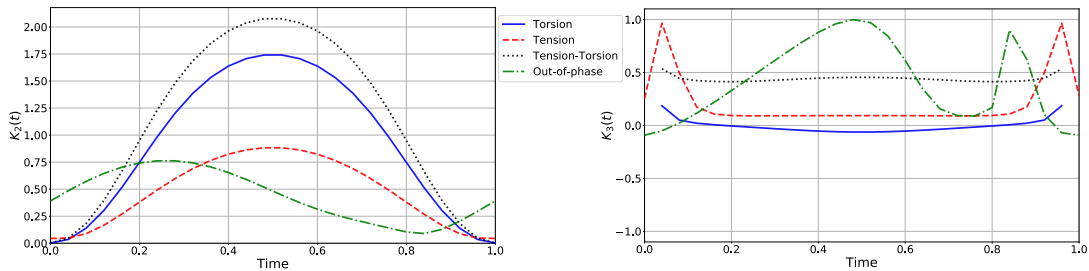 2.00
1.75
1.50
1.25
1.00
0.75
0.50
0.25
0.00
K2(t)
0.0 0.2 0.4 0.6 0.8 1.0
Time
Torsion
Tension
Tension-Torsion
Out-of-phase
1.0
0.5
0.0
−0.5
−1.0
K3(t)
0.0 0.2 0.4 0.6 0.8 1.0
Time